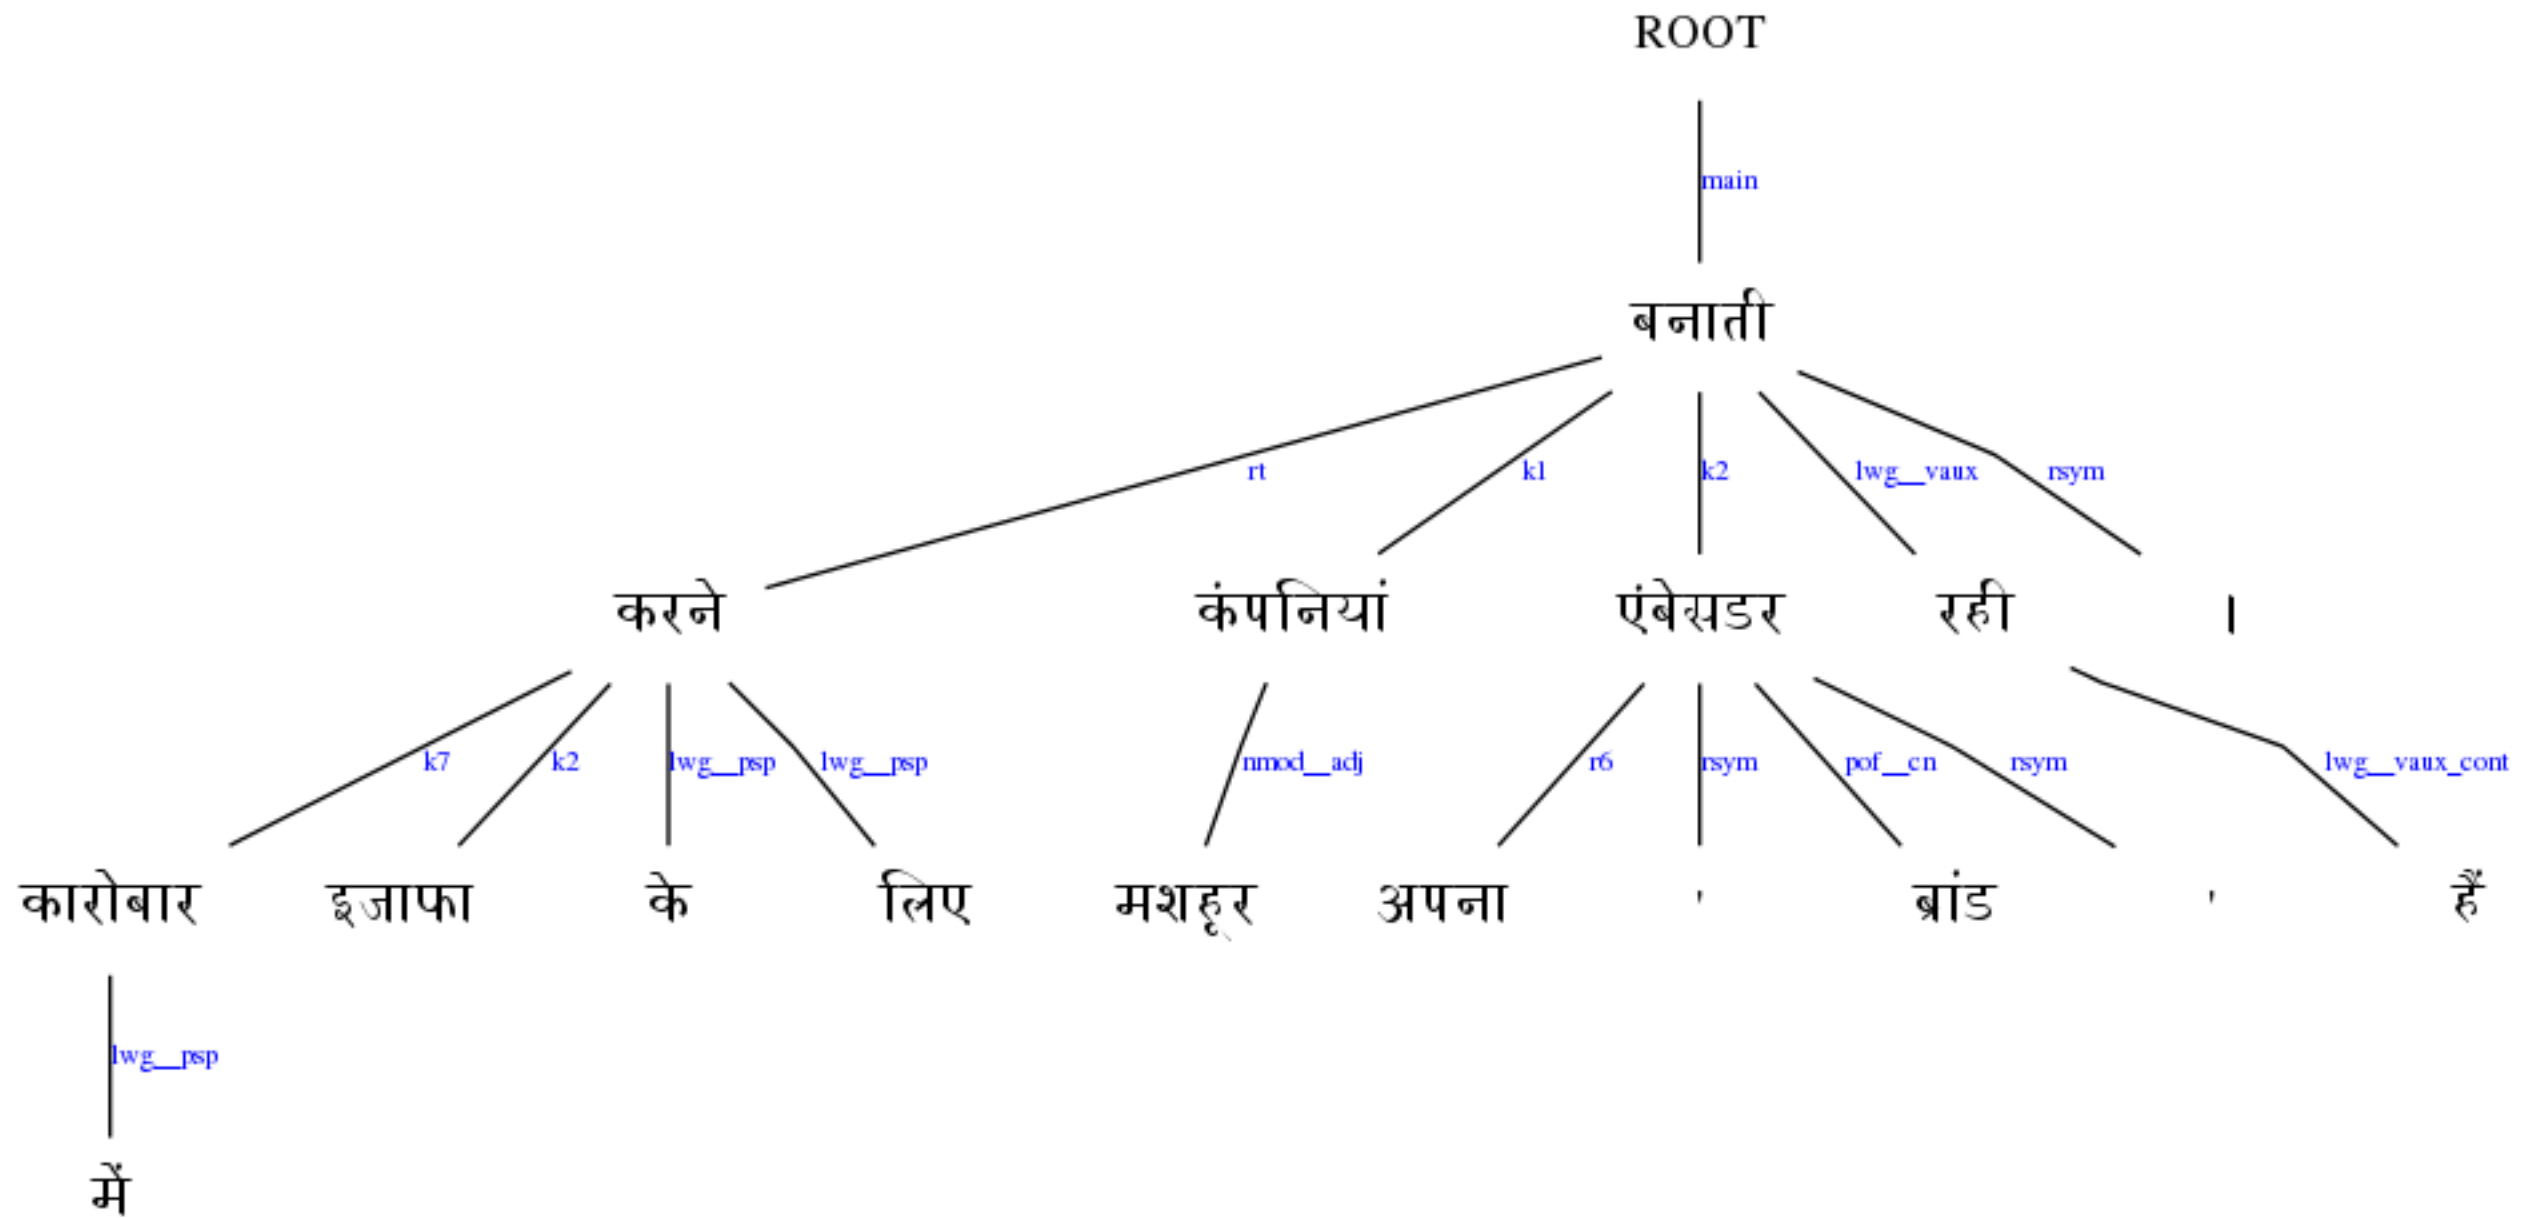 ROOT
main
बनाती
rt k1 k2 lwg__vaux rsym
करने कंपनियां एंबेसडर रही ।
k7 k2 lwg__psp lwg__psp nmod__adj r6 rsym pof__cn rsym lwg__vaux_cont
कारोबार इजाफा के लिए मशहूर अपना ' ब्रांड ' हैं
lwg__psp
में